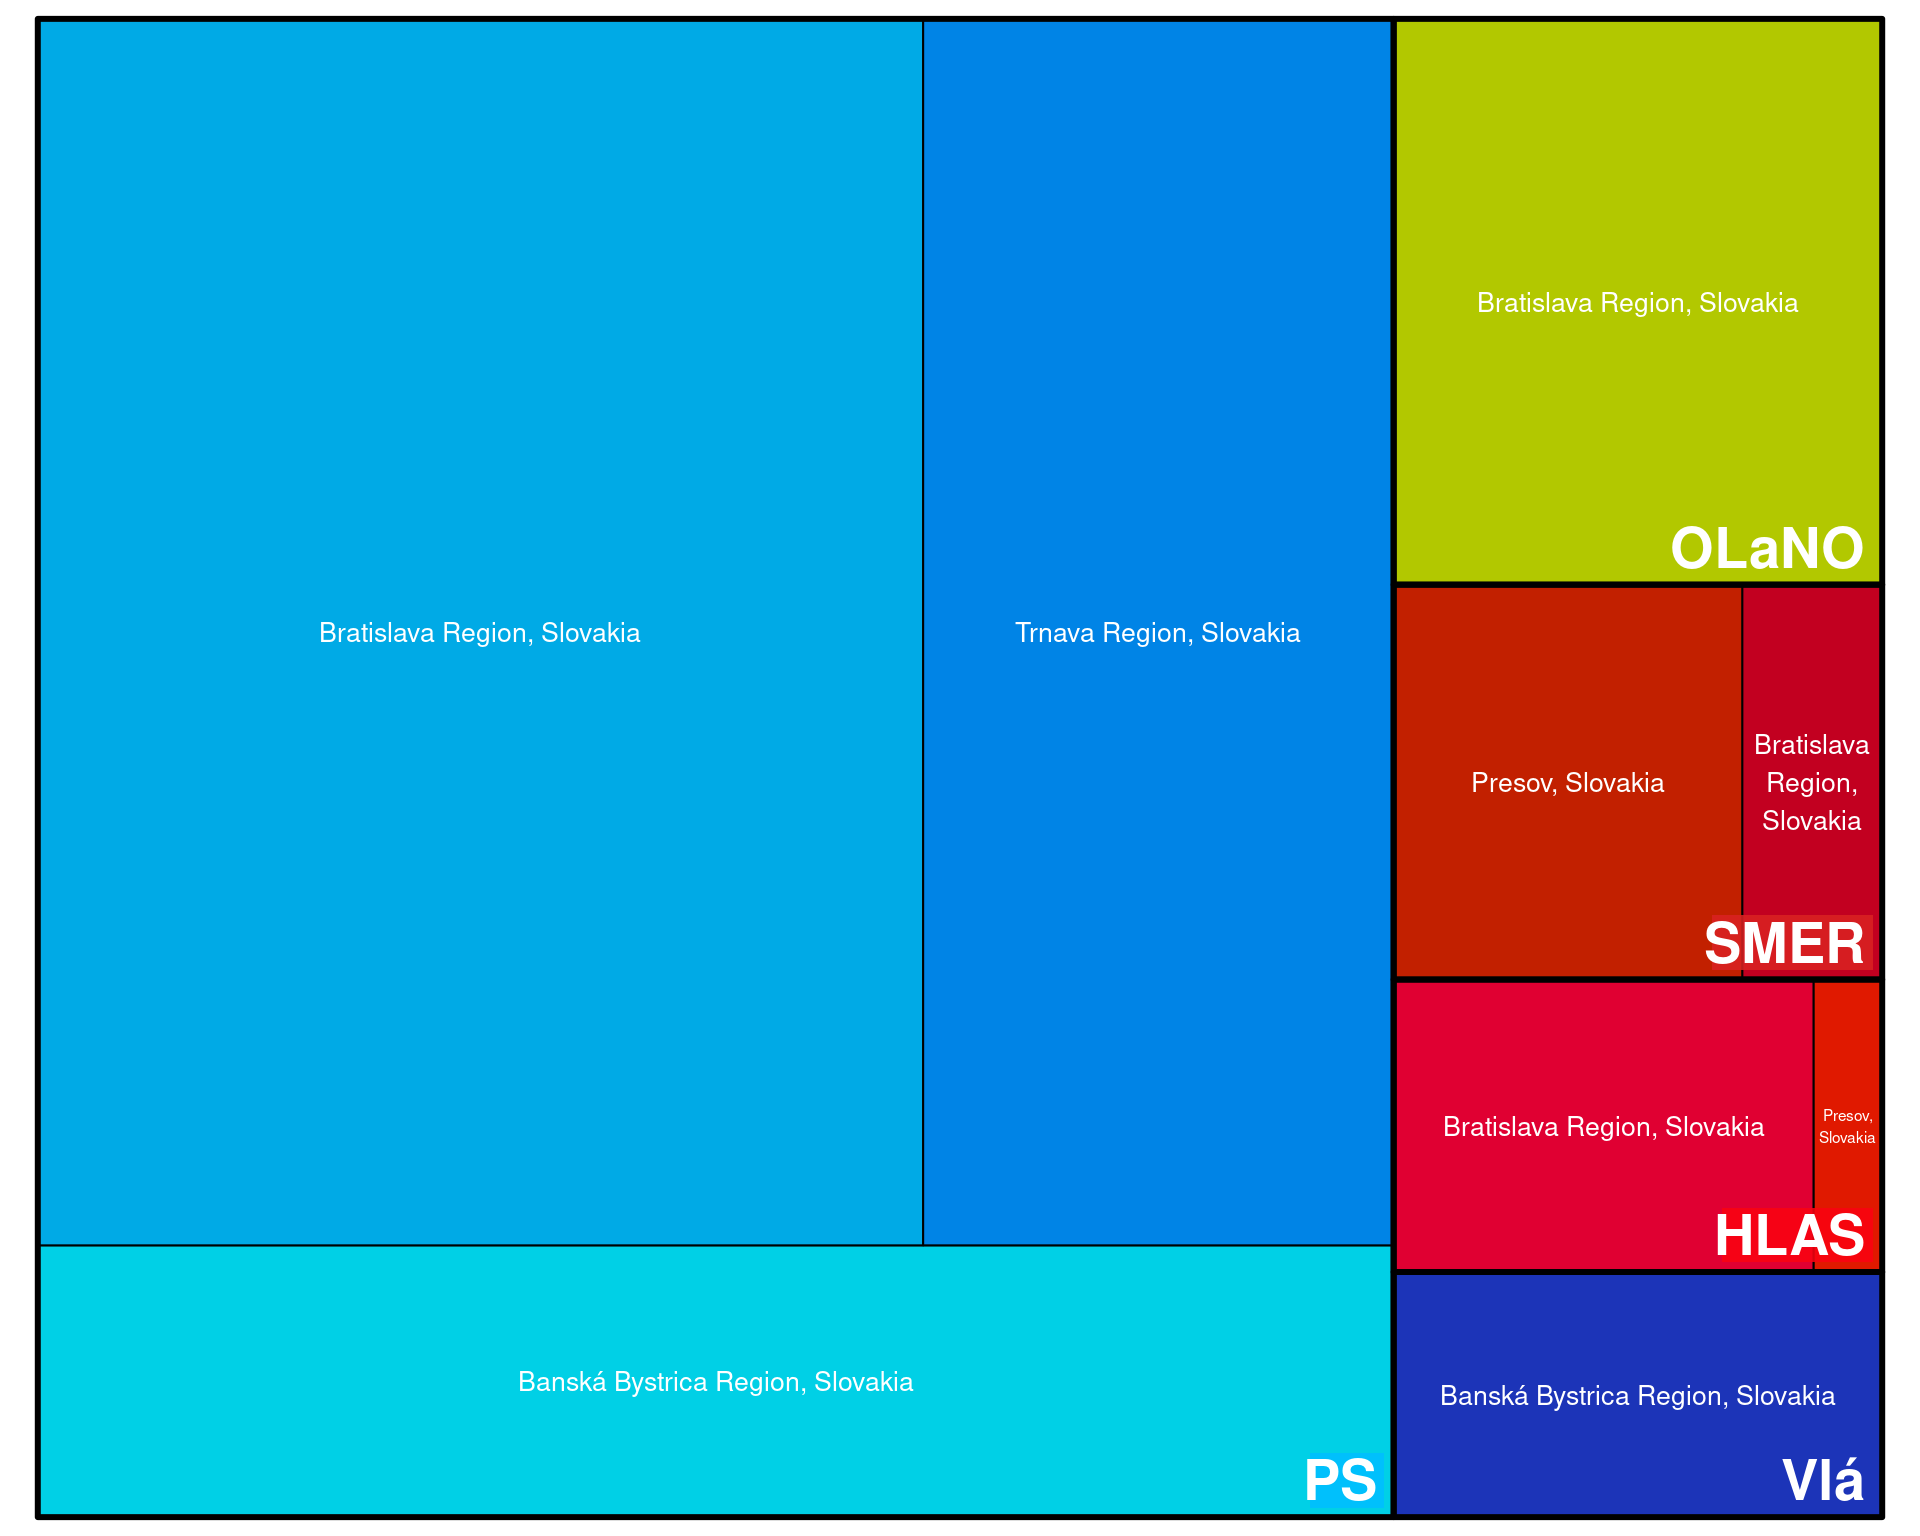 Bratislava Region, Slovakia
Trnava Region, Slovakia
Banská Bystrica Region, Slovakia
PS
Bratislava Region, Slovakia
OLaNO
Presov, Slovakia
Bratislava
Region,
Slovakia
SMER
Bratislava Region, Slovakia
Presov,
Slovakia
HLAS
Banská Bystrica Region, Slovakia
Vlá